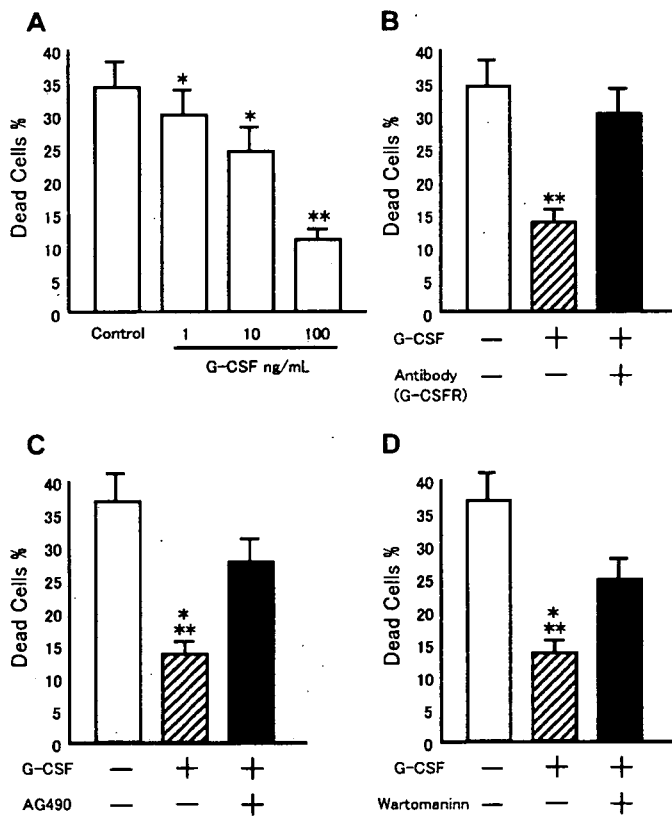 A
Dead Cells %
40
35
30
25
20
15
10
5
0
*
*
**
Control
1
10
100
G-CSF ng/mL
B
Dead Cells %
40
35
30
25
20
15
10
5
0
**
G-CSF − + +
Antibody − − +
(G-CSFR)
C
Dead Cells %
40
35
30
25
20
15
10
5
0
*
**
G-CSF − + +
AG490 − − +
D
Dead Cells %
40
35
30
25
20
15
10
5
0
*
**
G-CSF − + +
Wartomaninn − − +